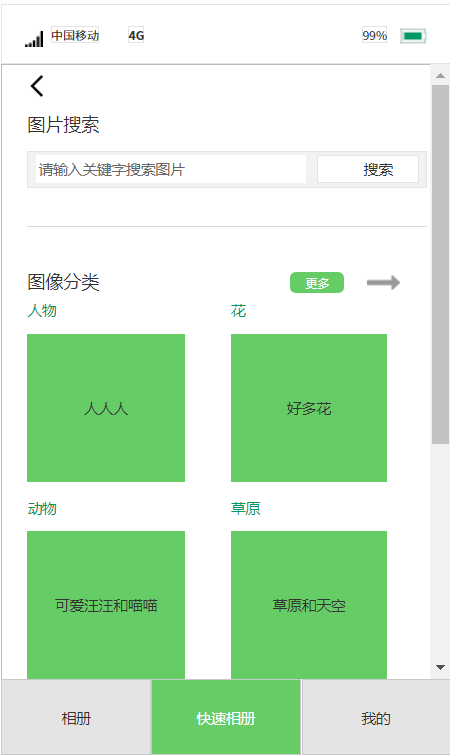 中国移动 4G 99%
图片搜索
请输入关键字搜索图片 搜索
图像分类 更多
人物 花
人人人 好多花
动物 草原
可爱汪汪和喵喵 草原和天空
相册 快速相册 我的